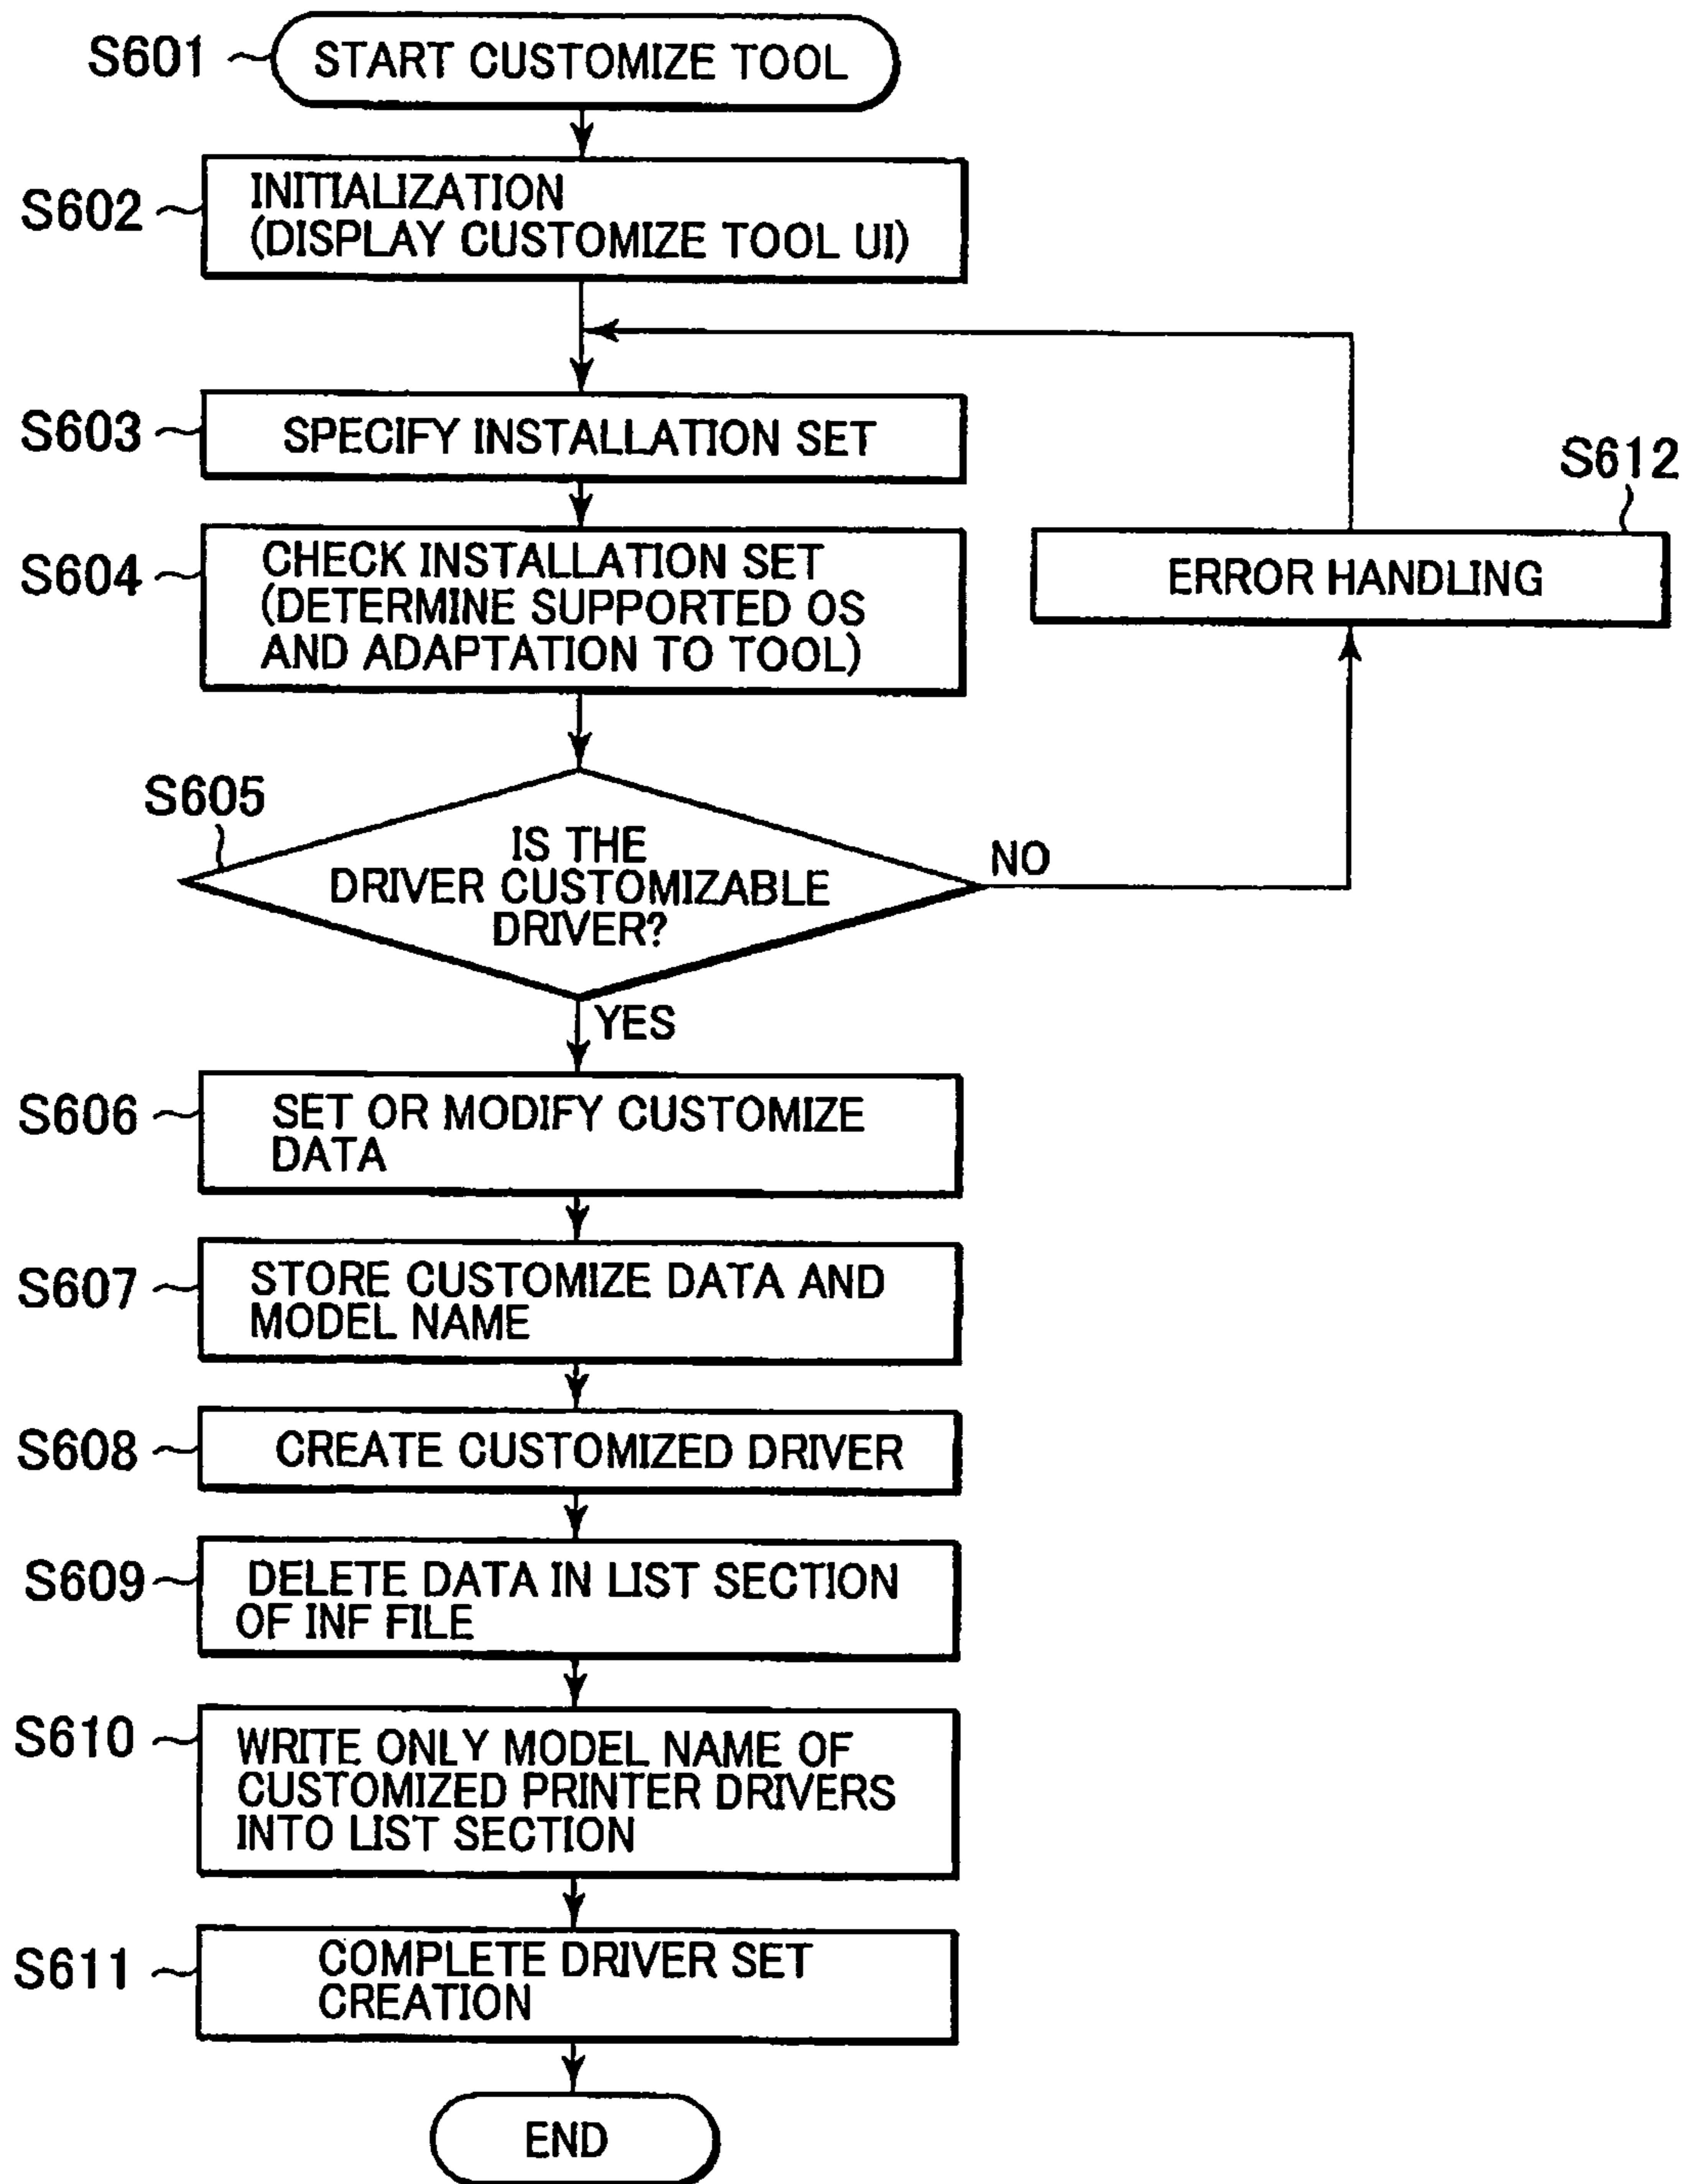 S601
START CUSTOMIZE TOOL
S602
INITIALIZATION
(DISPLAY CUSTOMIZE TOOL UI)
S603
SPECIFY INSTALLATION SET
S604
CHECK INSTALLATION SET
(DETERMINE SUPPORTED OS
AND ADAPTATION TO TOOL)
S612
ERROR HANDLING
S605
IS THE
DRIVER CUSTOMIZABLE
DRIVER?
NO
YES
S606
SET OR MODIFY CUSTOMIZE
DATA
S607
STORE CUSTOMIZE DATA AND
MODEL NAME
S608
CREATE CUSTOMIZED DRIVER
S609
DELETE DATA IN LIST SECTION
OF INF FILE
S610
WRITE ONLY MODEL NAME OF
CUSTOMIZED PRINTER DRIVERS
INTO LIST SECTION
S611
COMPLETE DRIVER SET
CREATION
END